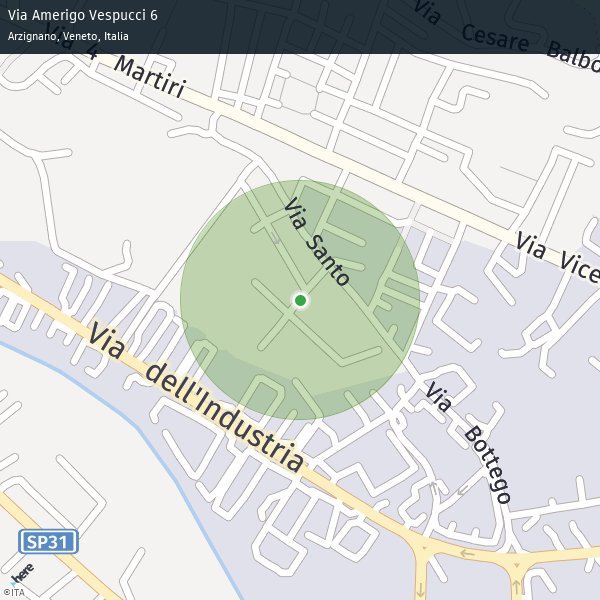 Via Amerigo Vespucci 6
Arzignano, Veneto, Italia
Via 4 Martiri
Via Cesare Balbo
Via Santo
Via Vice
Via dell'Industria
Via Bottego
SP31
here
©ITA